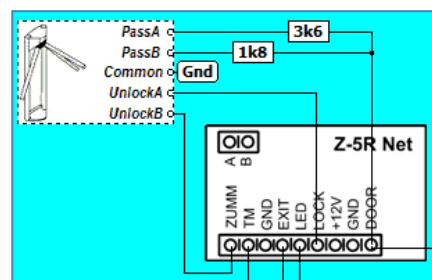 PassA
3k6
PassB
1k8
Common
Gnd
UnlockA
UnlockB
Z-5R Net
A
B
ZUMM
TM
GND
EXIT
LED
LOCK
+12V
GND
DOOR